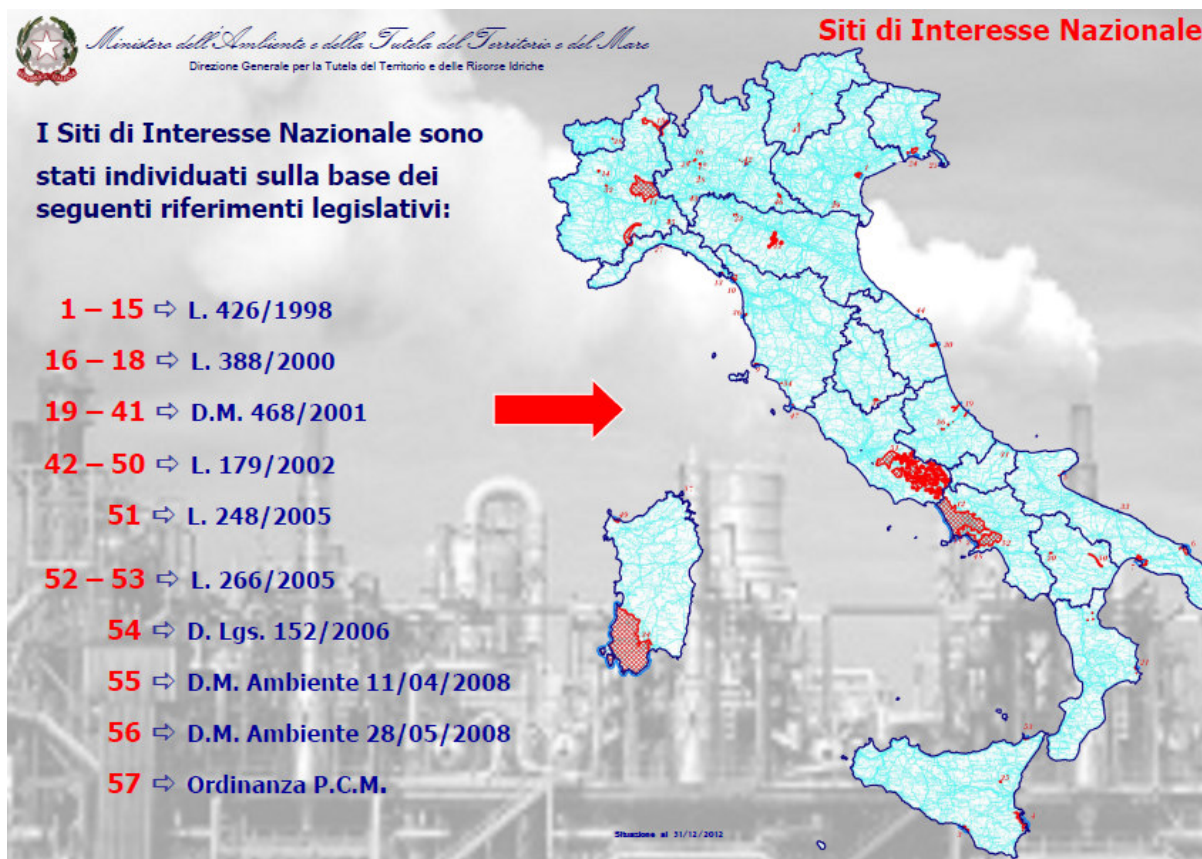 Ministero dell'Ambiente e della Tutela del Territorio e del Mare
Direzione Generale per la Tutela del Territorio e delle Risorse Idriche
Siti di Interesse Nazionale
I Siti di Interesse Nazionale sono
stati individuati sulla base dei
seguenti riferimenti legislativi:
1 – 15 ⇨ L. 426/1998
16 – 18 ⇨ L. 388/2000
19 – 41 ⇨ D.M. 468/2001
42 – 50 ⇨ L. 179/2002
51 ⇨ L. 248/2005
52 – 53 ⇨ L. 266/2005
54 ⇨ D. Lgs. 152/2006
55 ⇨ D.M. Ambiente 11/04/2008
56 ⇨ D.M. Ambiente 28/05/2008
57 ⇨ Ordinanza P.C.M.
Situazione al 31/12/2012